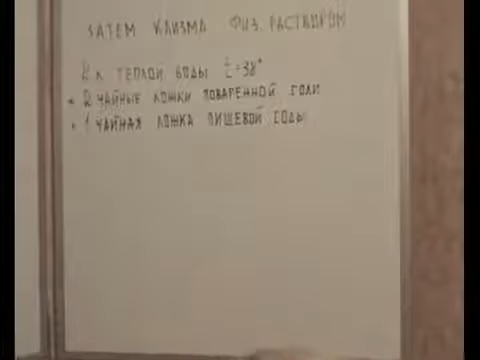 ЗАТЕМ КЛИЗМА ФИЗ. РАСТВОРОМ
2 л ТЕПЛОЙ ВОДЫ t=38°
+ 2 ЧАЙНЫЕ ЛОЖКИ ПОВАРЕННОЙ СОЛИ
+ 1 ЧАЙНАЯ ЛОЖКА ПИЩЕВОЙ СОДЫ